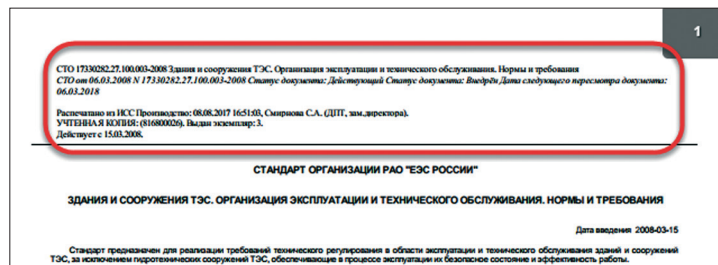 1
СТО 17330282.27.100.003-2008 Здания и сооружения ТЭС. Организация эксплуатации и технического обслуживания. Нормы и требования
СТО от 06.03.2008 N 17330282.27.100.003-2008 Статус документа: Действующий Статус документа: Внедрён Дата следующего пересмотра документа:
06.03.2018
Распечатано из ИСС Производство: 08.08.2017 16:51:03, Смирнова С.А. (ДПТ, зам.директора).
УЧТЕННАЯ КОПИЯ: (816800026). Выдан экземпляр: 3.
Действует с 15.03.2008.
СТАНДАРТ ОРГАНИЗАЦИИ РАО "ЕЭС РОССИИ"
ЗДАНИЯ И СООРУЖЕНИЯ ТЭС. ОРГАНИЗАЦИЯ ЭКСПЛУАТАЦИИ И ТЕХНИЧЕСКОГО ОБСЛУЖИВАНИЯ. НОРМЫ И ТРЕБОВАНИЯ
Дата введения 2008-03-15
Стандарт предназначен для реализации требований технического регулирования в области эксплуатации и технического обслуживания зданий и сооружений
ТЭС, за исключением гидротехнических сооружений ТЭС, обеспечивающие в процессе эксплуатации их безопасное состояние и эффективность работы.